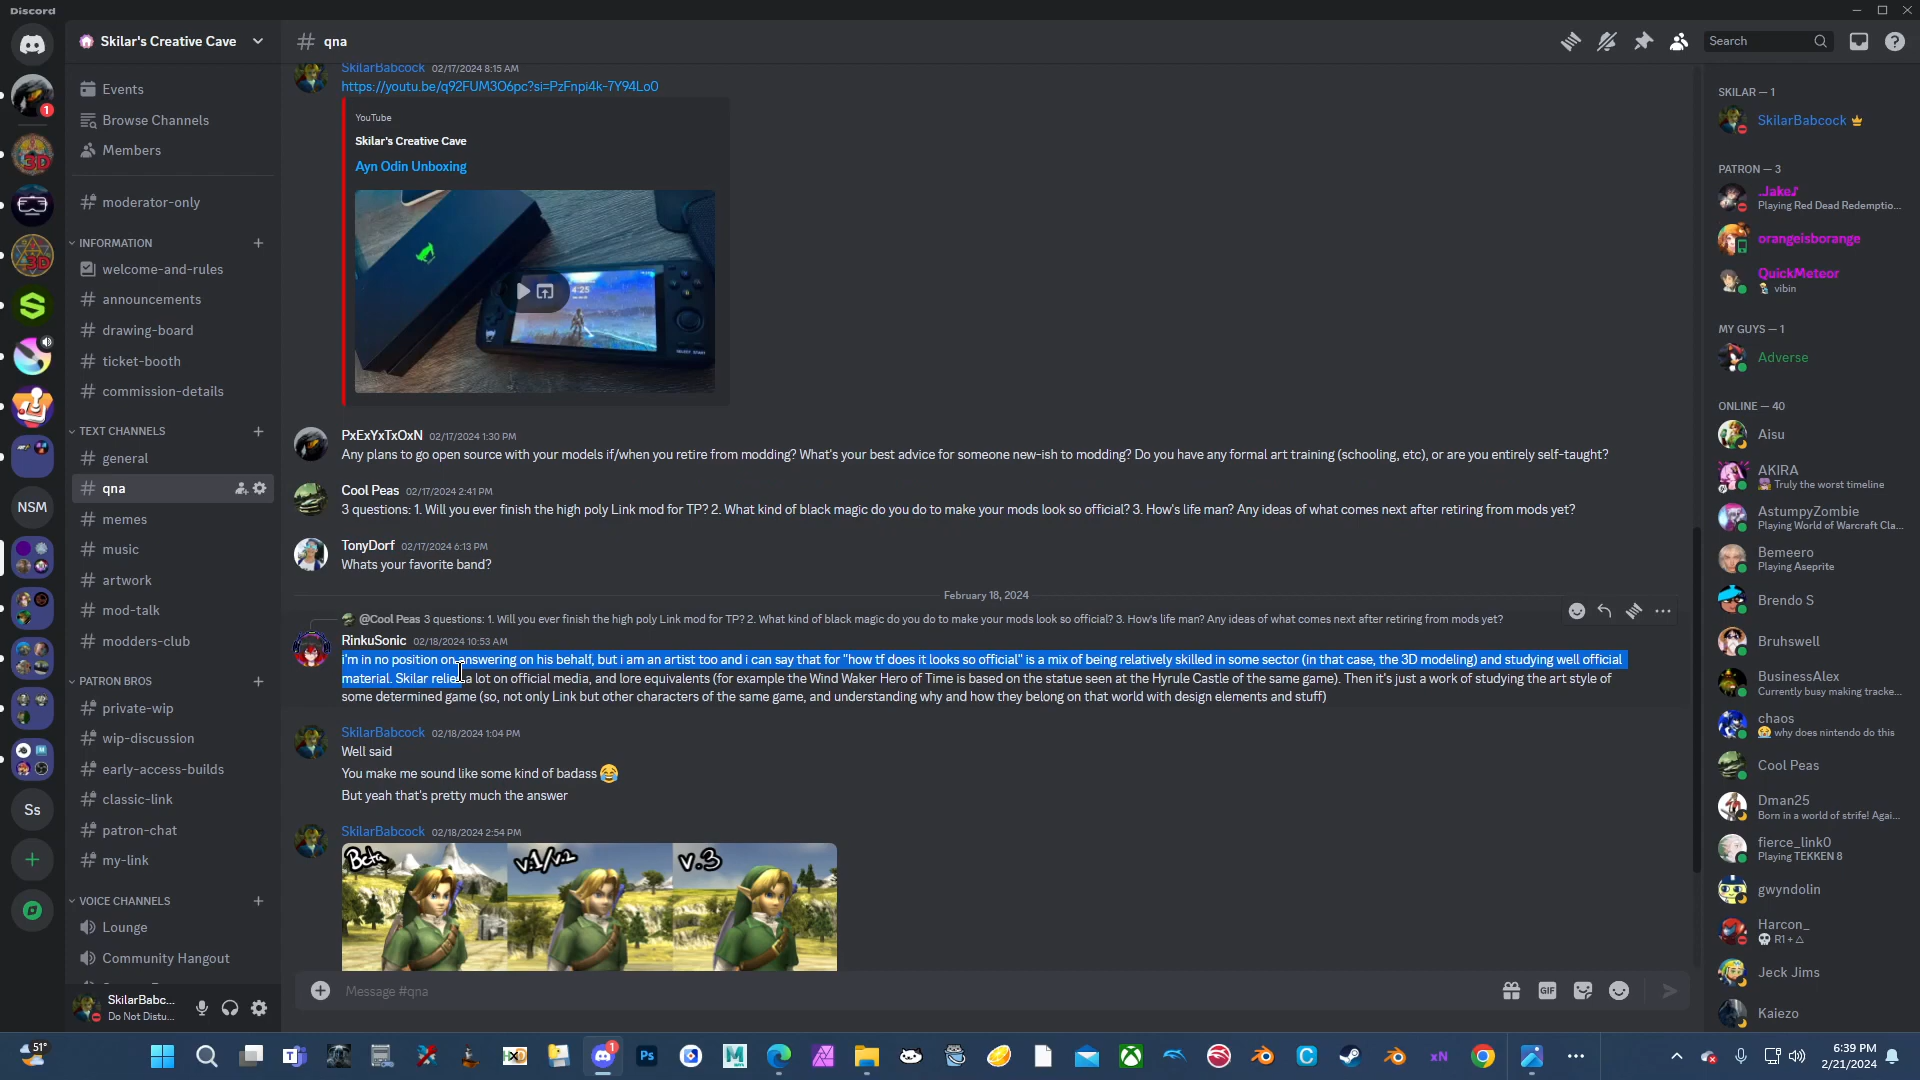 Discord
Skilar's Creative Cave
# qna
Search
Events
Browse Channels
Members
moderator-only
INFORMATION
welcome-and-rules
announcements
drawing-board
ticket-booth
commission-details
TEXT CHANNELS
general
qna
memes
music
artwork
mod-talk
modders-club
PATRON BROS
private-wip
wip-discussion
early-access-builds
classic-link
patron-chat
my-link
VOICE CHANNELS
Lounge
Community Hangout
SkilarBabc...
Do Not Distu...
1
3D
3D
NSM
Ss
SkilarBabcock 02/17/2024 8:15 AM
https://youtu.be/q92FUM3O6pc?si=PzFnpi4k-7Y94Lo0
YouTube
Skilar's Creative Cave
Ayn Odin Unboxing
4:25
PxExYxTxOxN 02/17/2024 1:30 PM
Any plans to go open source with your models if/when you retire from modding? What's your best advice for someone new-ish to modding? Do you have any formal art training (schooling, etc), or are you entirely self-taught?
Cool Peas 02/17/2024 2:41 PM
3 questions: 1. Will you ever finish the high poly Link mod for TP? 2. What kind of black magic do you do to make your mods look so official? 3. How's life man? Any ideas of what comes next after retiring from mods yet?
TonyDorf 02/17/2024 6:13 PM
Whats your favorite band?
February 18, 2024
@Cool Peas 3 questions: 1. Will you ever finish the high poly Link mod for TP? 2. What kind of black magic do you do to make your mods look so official? 3. How's life man? Any ideas of what comes next after retiring from mods yet?
RinkuSonic 02/18/2024 10:53 AM
i'm in no position on answering on his behalf, but i am an artist too and i can say that for "how tf does it looks so official" is a mix of being relatively skilled in some sector (in that case, the 3D modeling) and studying well official
material. Skilar relies a lot on official media, and lore equivalents (for example the Wind Waker Hero of Time is based on the statue seen at the Hyrule Castle of the same game). Then it's just a work of studying the art style of
some determined game (so, not only Link but other characters of the same game, and understanding why and how they belong on that world with design elements and stuff)
SkilarBabcock 02/18/2024 1:04 PM
Well said
You make me sound like some kind of badass 😂
But yeah that's pretty much the answer
SkilarBabcock 02/18/2024 2:54 PM
Beta v.1/v.2 v.3
Message #qna
GIF
SKILAR — 1
SkilarBabcock
PATRON — 3
.Jake♪
Playing Red Dead Redemptio...
orangeisborange
QuickMeteor
vibin
MY GUYS — 1
Adverse
ONLINE — 40
Aisu
AKIRA
Truly the worst timeline
AstumpyZombie
Playing World of Warcraft Cla...
Bemeero
Playing Aseprite
Brendo S
Bruhswell
BusinessAlex
Currently busy making tracke...
chaos
why does nintendo do this
Cool Peas
Dman25
Born in a world of strife! Agai...
fierce_link0
Playing TEKKEN 8
gwyndolin
Harcon_
R1 + △
Jeck Jims
Kaiezo
51°
HXD
1
Ps
M
C
xN
6:39 PM
2/21/2024